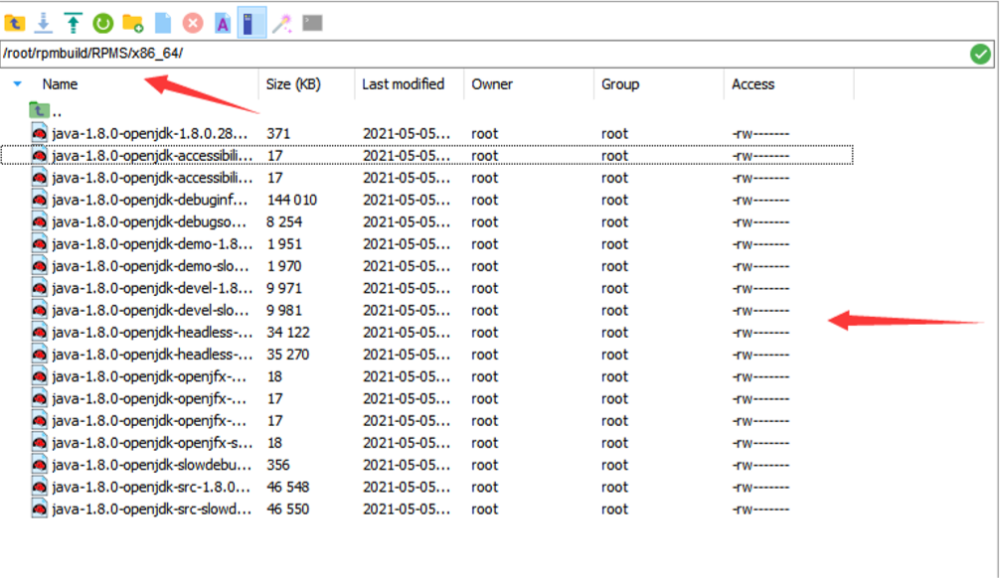 /root/rpmbuild/RPMS/x86_64/
Name Size (KB) Last modified Owner Group Access
..
java-1.8.0-openjdk-1.8.0.28... 371 2021-05-05... root root -rw-------
java-1.8.0-openjdk-accessibili... 17 2021-05-05... root root -rw-------
java-1.8.0-openjdk-accessibili... 17 2021-05-05... root root -rw-------
java-1.8.0-openjdk-debuginf... 144 010 2021-05-05... root root -rw-------
java-1.8.0-openjdk-debugso... 8 254 2021-05-05... root root -rw-------
java-1.8.0-openjdk-demo-1.8... 1 951 2021-05-05... root root -rw-------
java-1.8.0-openjdk-demo-slo... 1 970 2021-05-05... root root -rw-------
java-1.8.0-openjdk-devel-1.8... 9 971 2021-05-05... root root -rw-------
java-1.8.0-openjdk-devel-slo... 9 981 2021-05-05... root root -rw-------
java-1.8.0-openjdk-headless-... 34 122 2021-05-05... root root -rw-------
java-1.8.0-openjdk-headless-... 35 270 2021-05-05... root root -rw-------
java-1.8.0-openjdk-openjfx-... 18 2021-05-05... root root -rw-------
java-1.8.0-openjdk-openjfx-... 17 2021-05-05... root root -rw-------
java-1.8.0-openjdk-openjfx-... 17 2021-05-05... root root -rw-------
java-1.8.0-openjdk-openjfx-s... 18 2021-05-05... root root -rw-------
java-1.8.0-openjdk-slowdebu... 356 2021-05-05... root root -rw-------
java-1.8.0-openjdk-src-1.8.0... 46 548 2021-05-05... root root -rw-------
java-1.8.0-openjdk-src-slowd... 46 550 2021-05-05... root root -rw-------